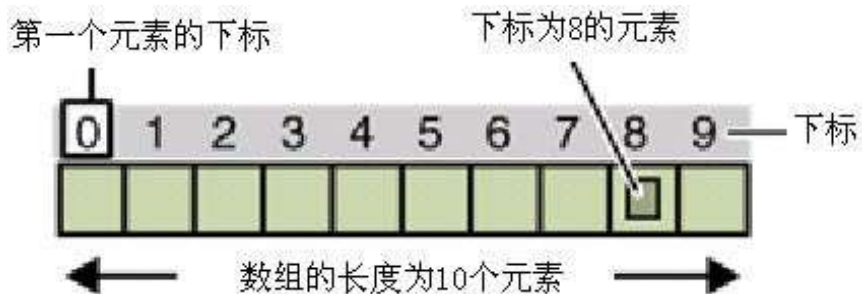 第一个元素的下标
下标为8的元素
0 1 2 3 4 5 6 7 8 9
下标
数组的长度为10个元素